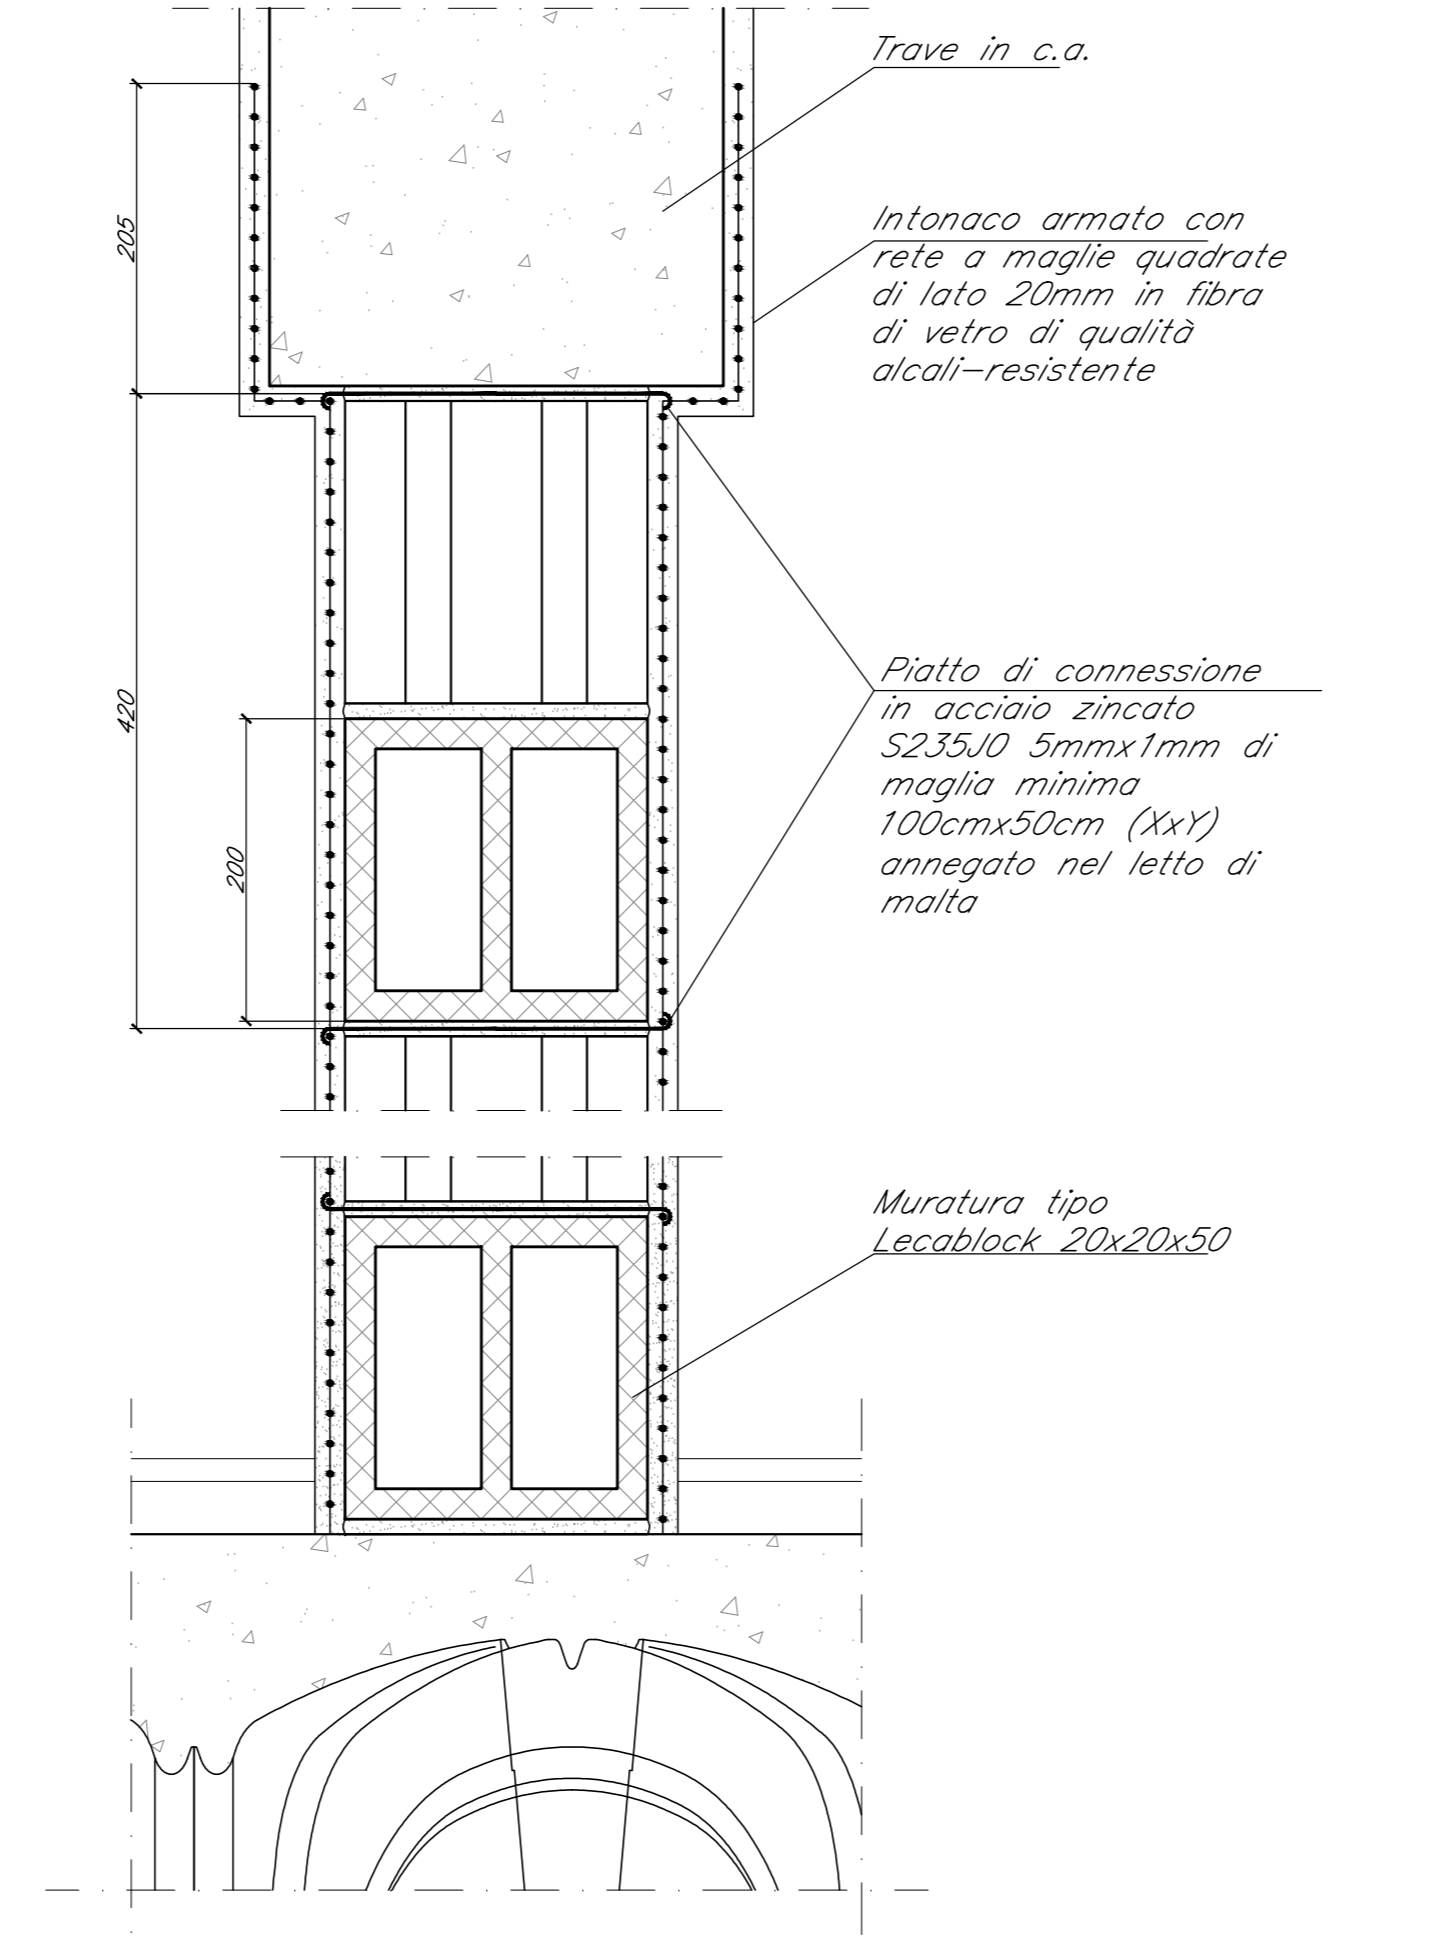 Trave in c.a.
205
Intonaco armato con
rete a maglie quadrate
di lato 20mm in fibra
di vetro di qualità
alcali-resistente
420
Piatto di connessione
in acciaio zincato
S235J0 5mmx1mm di
maglia minima
100cmx50cm (XxY)
annegato nel letto di
malta
200
Muratura tipo
Lecablock 20x20x50